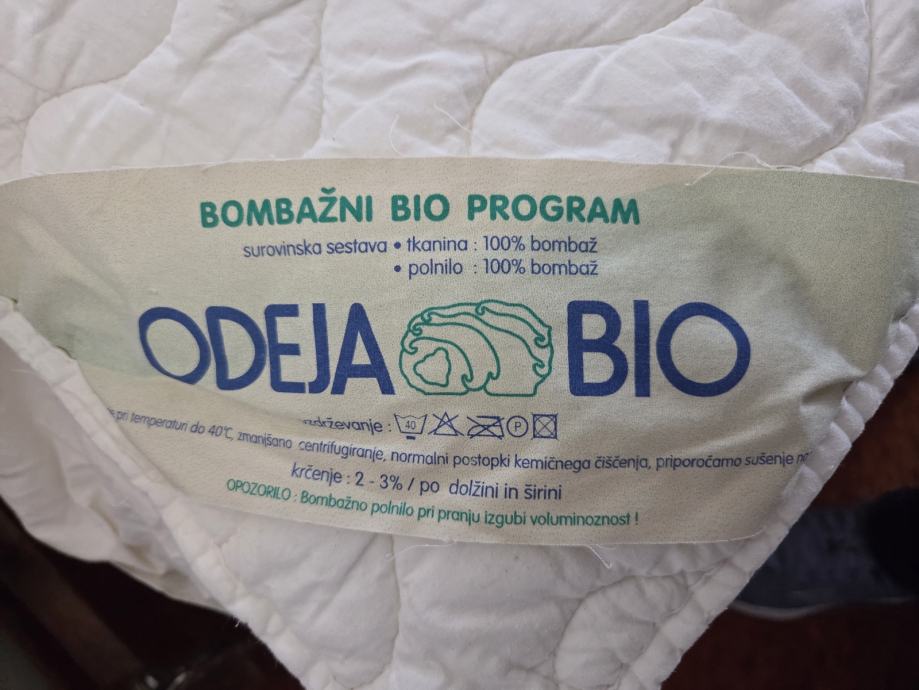 BOMBAŽNI BIO PROGRAM
surovinska sestava • tkanina : 100% bombaž
• polnilo : 100% bombaž
ODEJA BIO
vzdrževanje : 40 P
pri temperaturi do 40°C, zmanjšano centrifugiranje, normalni postopki kemičnega čiščenja, priporočamo sušenje
krčenje : 2 - 3% / po dolžini in širini
OPOZORILO : Bombažno polnilo pri pranju izgubi voluminoznost !